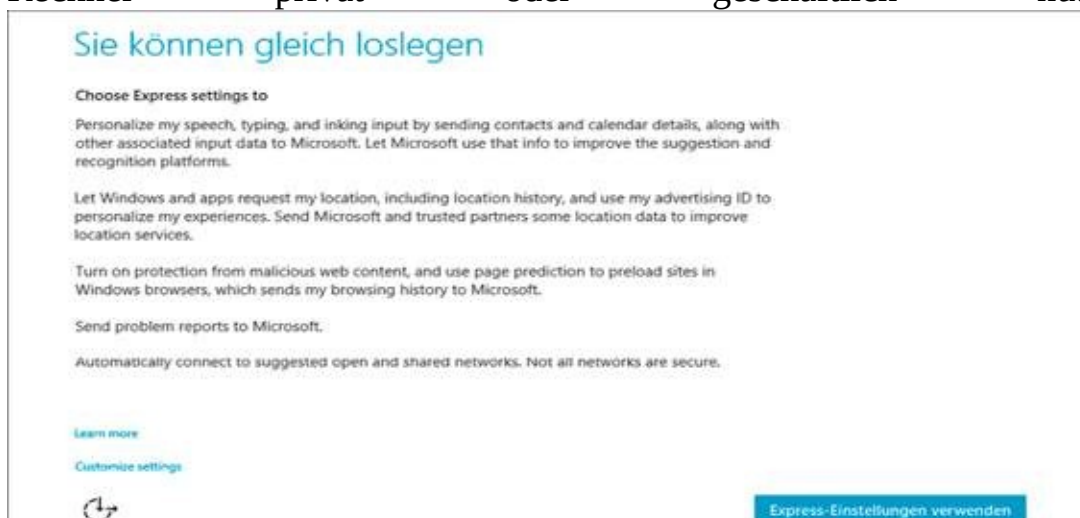 oder
Sie können gleich loslegen
Choose Express settings to
Personalize my speech, typing, and inking input by sending contacts and calendar details, along with
other associated input data to Microsoft. Let Microsoft use that info to improve the suggestion and
recognition platforms.
Let Windows and apps request my location, including location history, and use my advertising ID to
personalize my experiences. Send Microsoft and trusted partners some location data to improve
location services.
Turn on protection from malicious web content, and use page prediction to preload sites in
Windows browsers, which sends my browsing history to Microsoft.
Send problem reports to Microsoft.
Automatically connect to suggested open and shared networks. Not all networks are secure.
Learn more
Customize settings
Express-Einstellungen verwenden